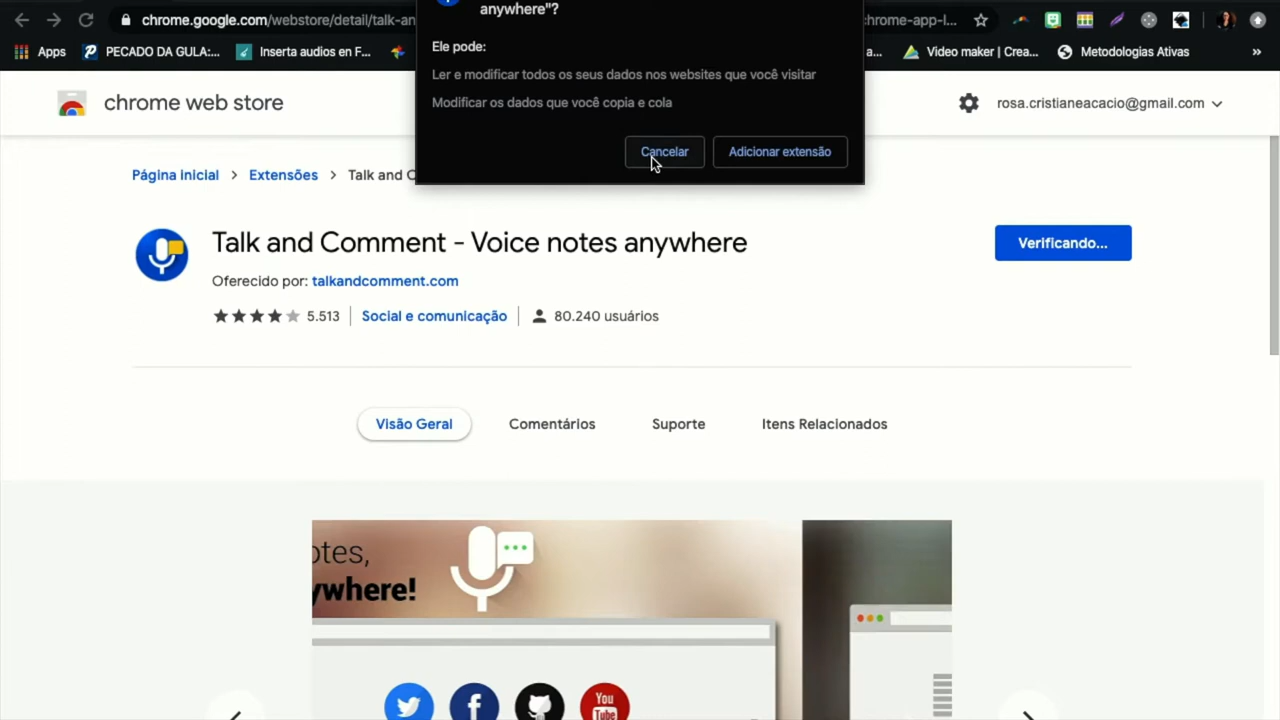 anywhere"?
Ele pode:
Ler e modificar todos os seus dados nos websites que você visitar
Modificar os dados que você copia e cola
Cancelar
Adicionar extensão
chrome.google.com/webstore/detail/talk-an
chrome-app-l...
Apps
PECADO DA GULA:...
Inserta audios en F...
a...
Video maker | Crea...
Metodologias Ativas
»
chrome web store
rosa.cristianeacacio@gmail.com
Página inicial
Extensões
Talk and C
Talk and Comment - Voice notes anywhere
Verificando...
Oferecido por: talkandcomment.com
5.513
Social e comunicação
80.240 usuários
Visão Geral
Comentários
Suporte
Itens Relacionados
otes,
ywhere!
You
Tube